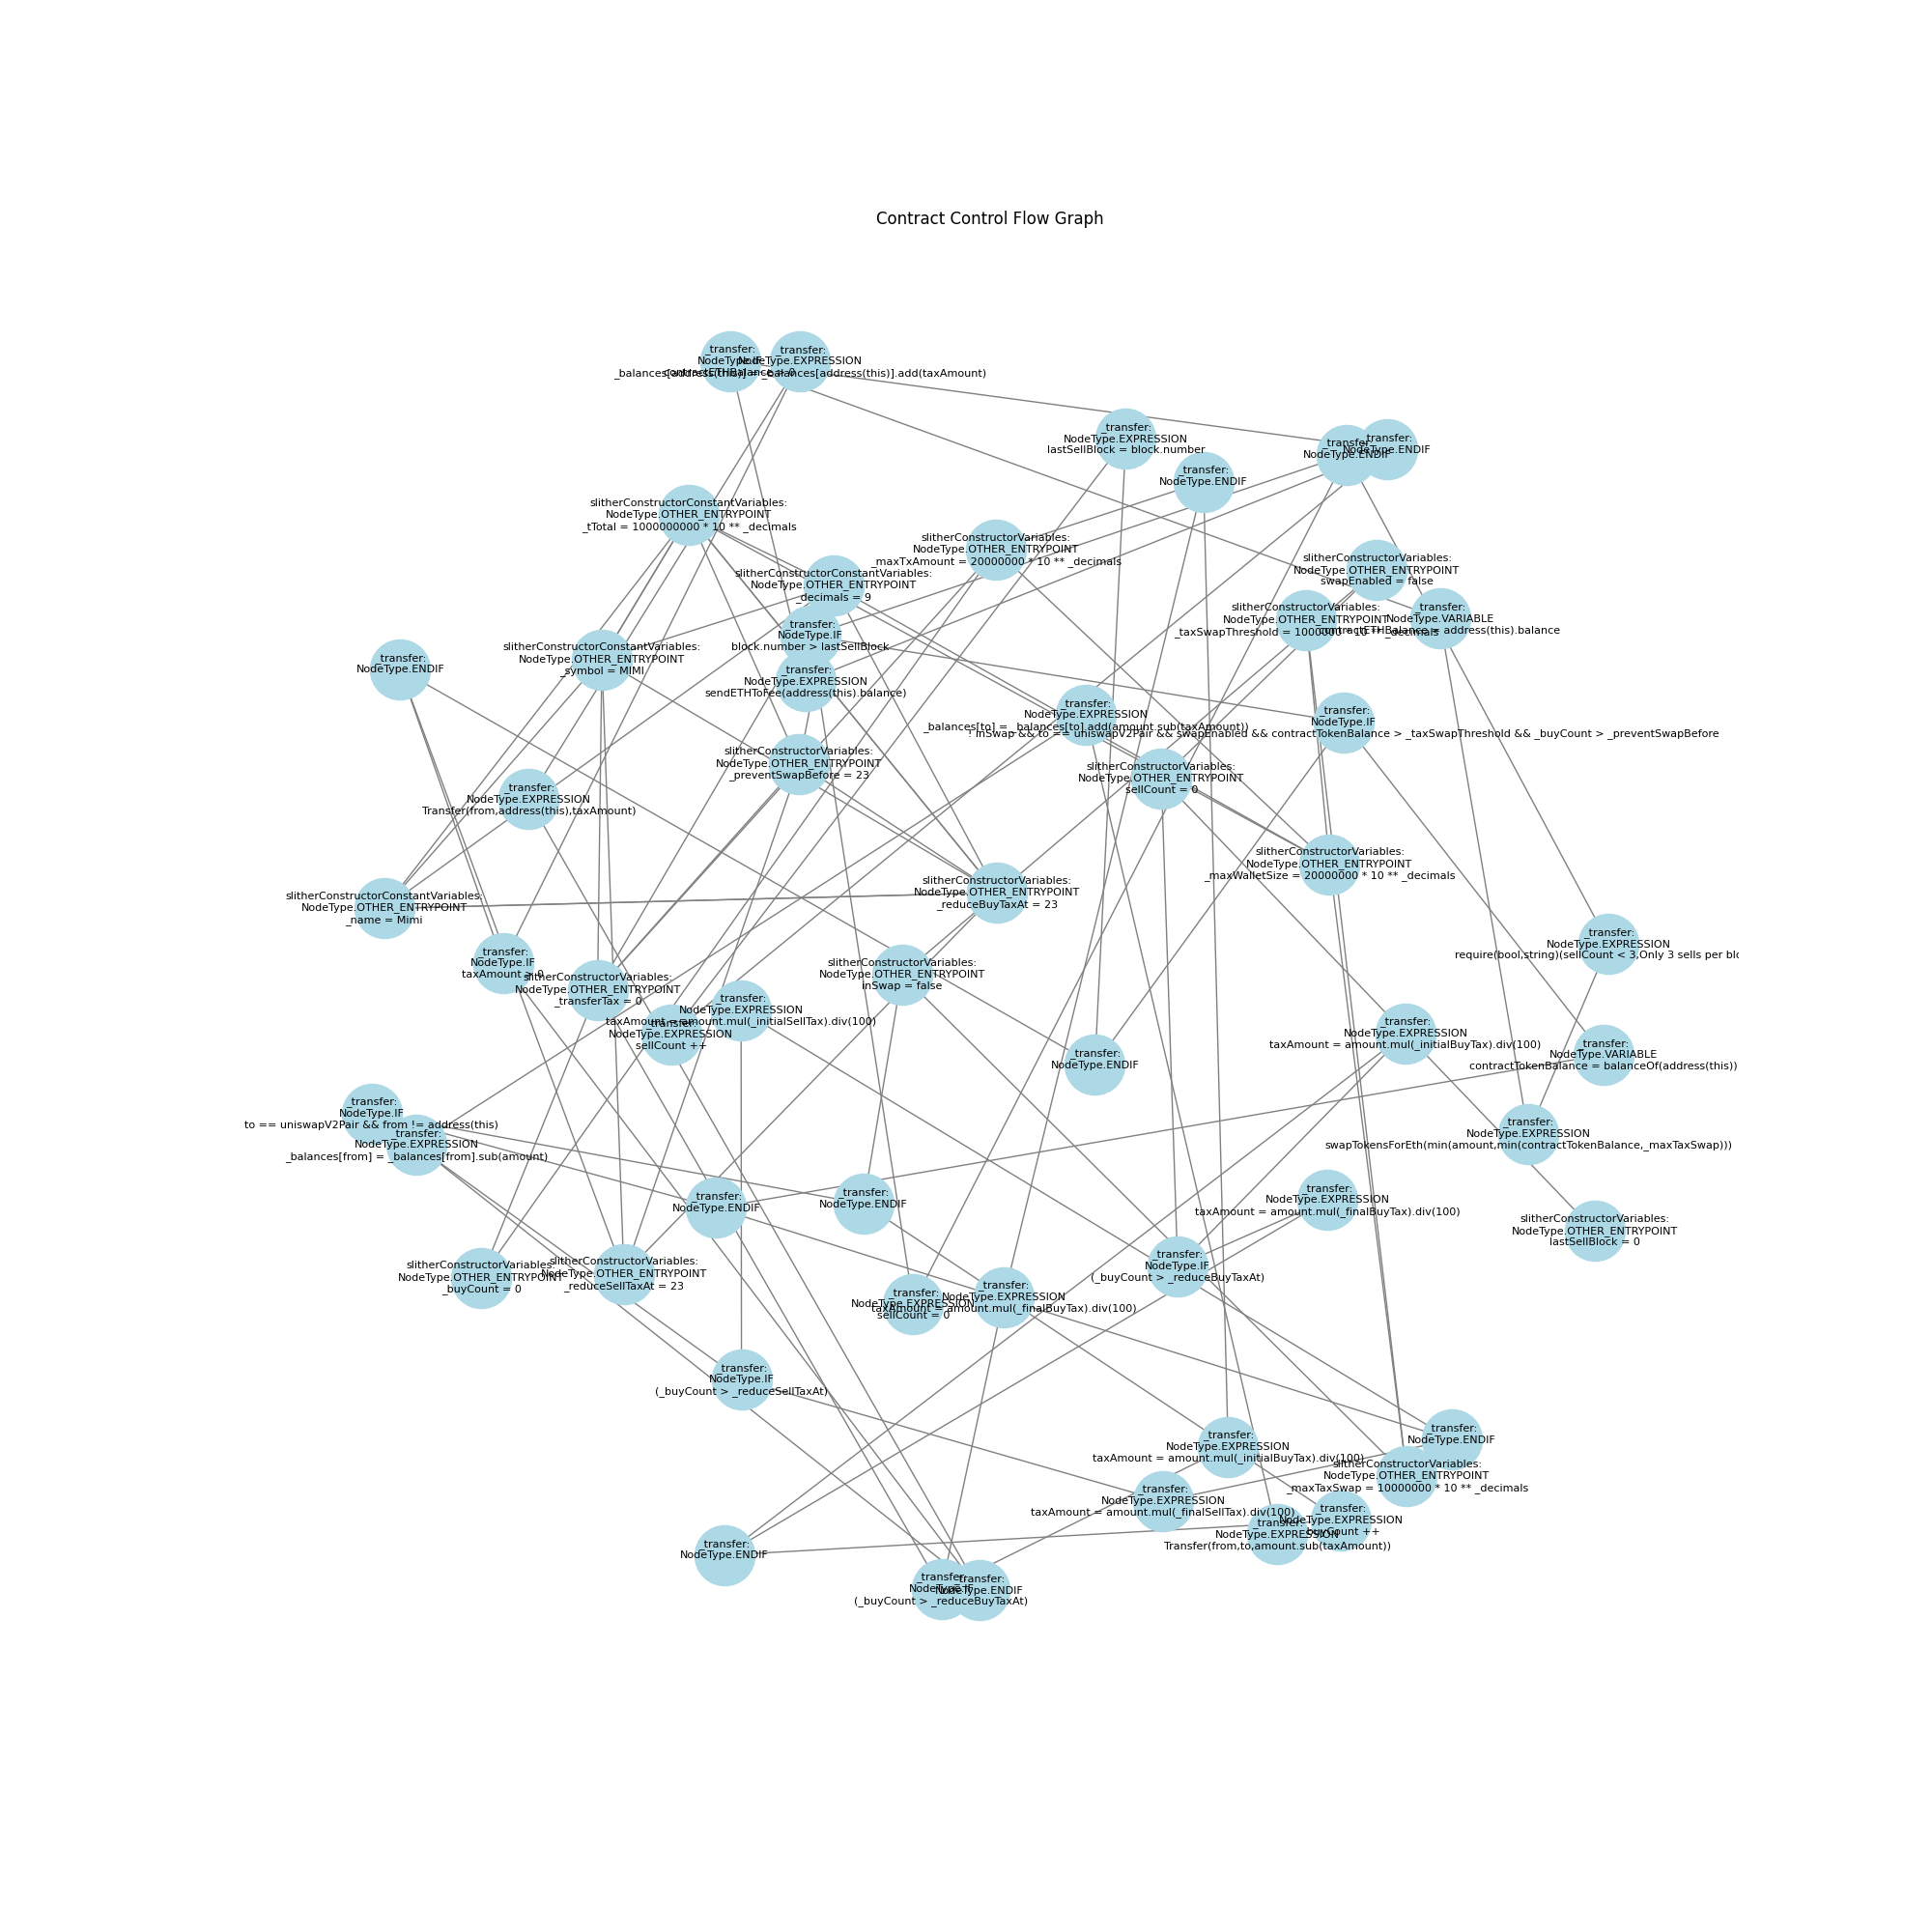 Contract Control Flow Graph
_transfer:
NodeType.IF
contractETHBalance > 0
_transfer:
NodeType.EXPRESSION
_balances[address(this)] = _balances[address(this)].add(taxAmount)
_transfer:
NodeType.EXPRESSION
lastSellBlock = block.number
_transfer:
NodeType.ENDIF
_transfer:
NodeType.ENDIF
_transfer:
NodeType.ENDIF
slitherConstructorConstantVariables:
NodeType.OTHER_ENTRYPOINT
_tTotal = 1000000000 * 10 ** _decimals
slitherConstructorVariables:
NodeType.OTHER_ENTRYPOINT
_maxTxAmount = 20000000 * 10 ** _decimals
slitherConstructorVariables:
NodeType.OTHER_ENTRYPOINT
swapEnabled = false
slitherConstructorConstantVariables:
NodeType.OTHER_ENTRYPOINT
_decimals = 9
slitherConstructorVariables:
NodeType.OTHER_ENTRYPOINT
_taxSwapThreshold = 1000000 * 10 ** _decimals
_transfer:
NodeType.VARIABLE
contractETHBalance = address(this).balance
_transfer:
NodeType.IF
block.number > lastSellBlock
slitherConstructorConstantVariables:
NodeType.OTHER_ENTRYPOINT
_symbol = MIMI
_transfer:
NodeType.ENDIF
_transfer:
NodeType.EXPRESSION
sendETHToFee(address(this).balance)
_transfer:
NodeType.EXPRESSION
_balances[to] = _balances[to].add(amount.sub(taxAmount))
_transfer:
NodeType.IF
! inSwap && to == uniswapV2Pair && swapEnabled && contractTokenBalance > _taxSwapThreshold && _buyCount > _preventSwapBefore
slitherConstructorVariables:
NodeType.OTHER_ENTRYPOINT
_preventSwapBefore = 23
slitherConstructorVariables:
NodeType.OTHER_ENTRYPOINT
sellCount = 0
_transfer:
NodeType.EXPRESSION
Transfer(from,address(this),taxAmount)
slitherConstructorVariables:
NodeType.OTHER_ENTRYPOINT
_maxWalletSize = 20000000 * 10 ** _decimals
slitherConstructorVariables:
NodeType.OTHER_ENTRYPOINT
_reduceBuyTaxAt = 23
slitherConstructorConstantVariables:
NodeType.OTHER_ENTRYPOINT
_name = Mimi
_transfer:
NodeType.EXPRESSION
require(bool,string)(sellCount < 3,Only 3 sells per
_transfer:
NodeType.IF
taxAmount > 0
slitherConstructorVariables:
NodeType.OTHER_ENTRYPOINT
inSwap = false
slitherConstructorVariables:
NodeType.OTHER_ENTRYPOINT
_transferTax = 0
_transfer:
NodeType.EXPRESSION
taxAmount = amount.mul(_initialSellTax).div(100)
_transfer:
NodeType.EXPRESSION
sellCount ++
_transfer:
NodeType.EXPRESSION
taxAmount = amount.mul(_initialBuyTax).div(100)
_transfer:
NodeType.VARIABLE
contractTokenBalance = balanceOf(address(this))
_transfer:
NodeType.ENDIF
_transfer:
NodeType.IF
to == uniswapV2Pair && from != address(this)
_transfer:
NodeType.EXPRESSION
_balances[from] = _balances[from].sub(amount)
_transfer:
NodeType.EXPRESSION
swapTokensForEth(min(amount,min(contractTokenBalance,_maxTaxSwap)))
_transfer:
NodeType.ENDIF
_transfer:
NodeType.ENDIF
_transfer:
NodeType.EXPRESSION
taxAmount = amount.mul(_finalBuyTax).div(100)
slitherConstructorVariables:
NodeType.OTHER_ENTRYPOINT
lastSellBlock = 0
slitherConstructorVariables:
NodeType.OTHER_ENTRYPOINT
_buyCount = 0
slitherConstructorVariables:
NodeType.OTHER_ENTRYPOINT
_reduceSellTaxAt = 23
_transfer:
NodeType.IF
(_buyCount > _reduceBuyTaxAt)
_transfer:
NodeType.EXPRESSION
sellCount = 0
_transfer:
NodeType.EXPRESSION
taxAmount = amount.mul(_finalBuyTax).div(100)
_transfer:
NodeType.IF
(_buyCount > _reduceSellTaxAt)
_transfer:
NodeType.EXPRESSION
taxAmount = amount.mul(_initialBuyTax).div(100)
_transfer:
NodeType.ENDIF
slitherConstructorVariables:
NodeType.OTHER_ENTRYPOINT
_maxTaxSwap = 10000000 * 10 ** _decimals
_transfer:
NodeType.EXPRESSION
taxAmount = amount.mul(_finalSellTax).div(100)
_transfer:
NodeType.EXPRESSION
_buyCount ++
_transfer:
NodeType.EXPRESSION
Transfer(from,to,amount.sub(taxAmount))
_transfer:
NodeType.ENDIF
_transfer:
NodeType.IF
(_buyCount > _reduceBuyTaxAt)
_transfer:
NodeType.ENDIF